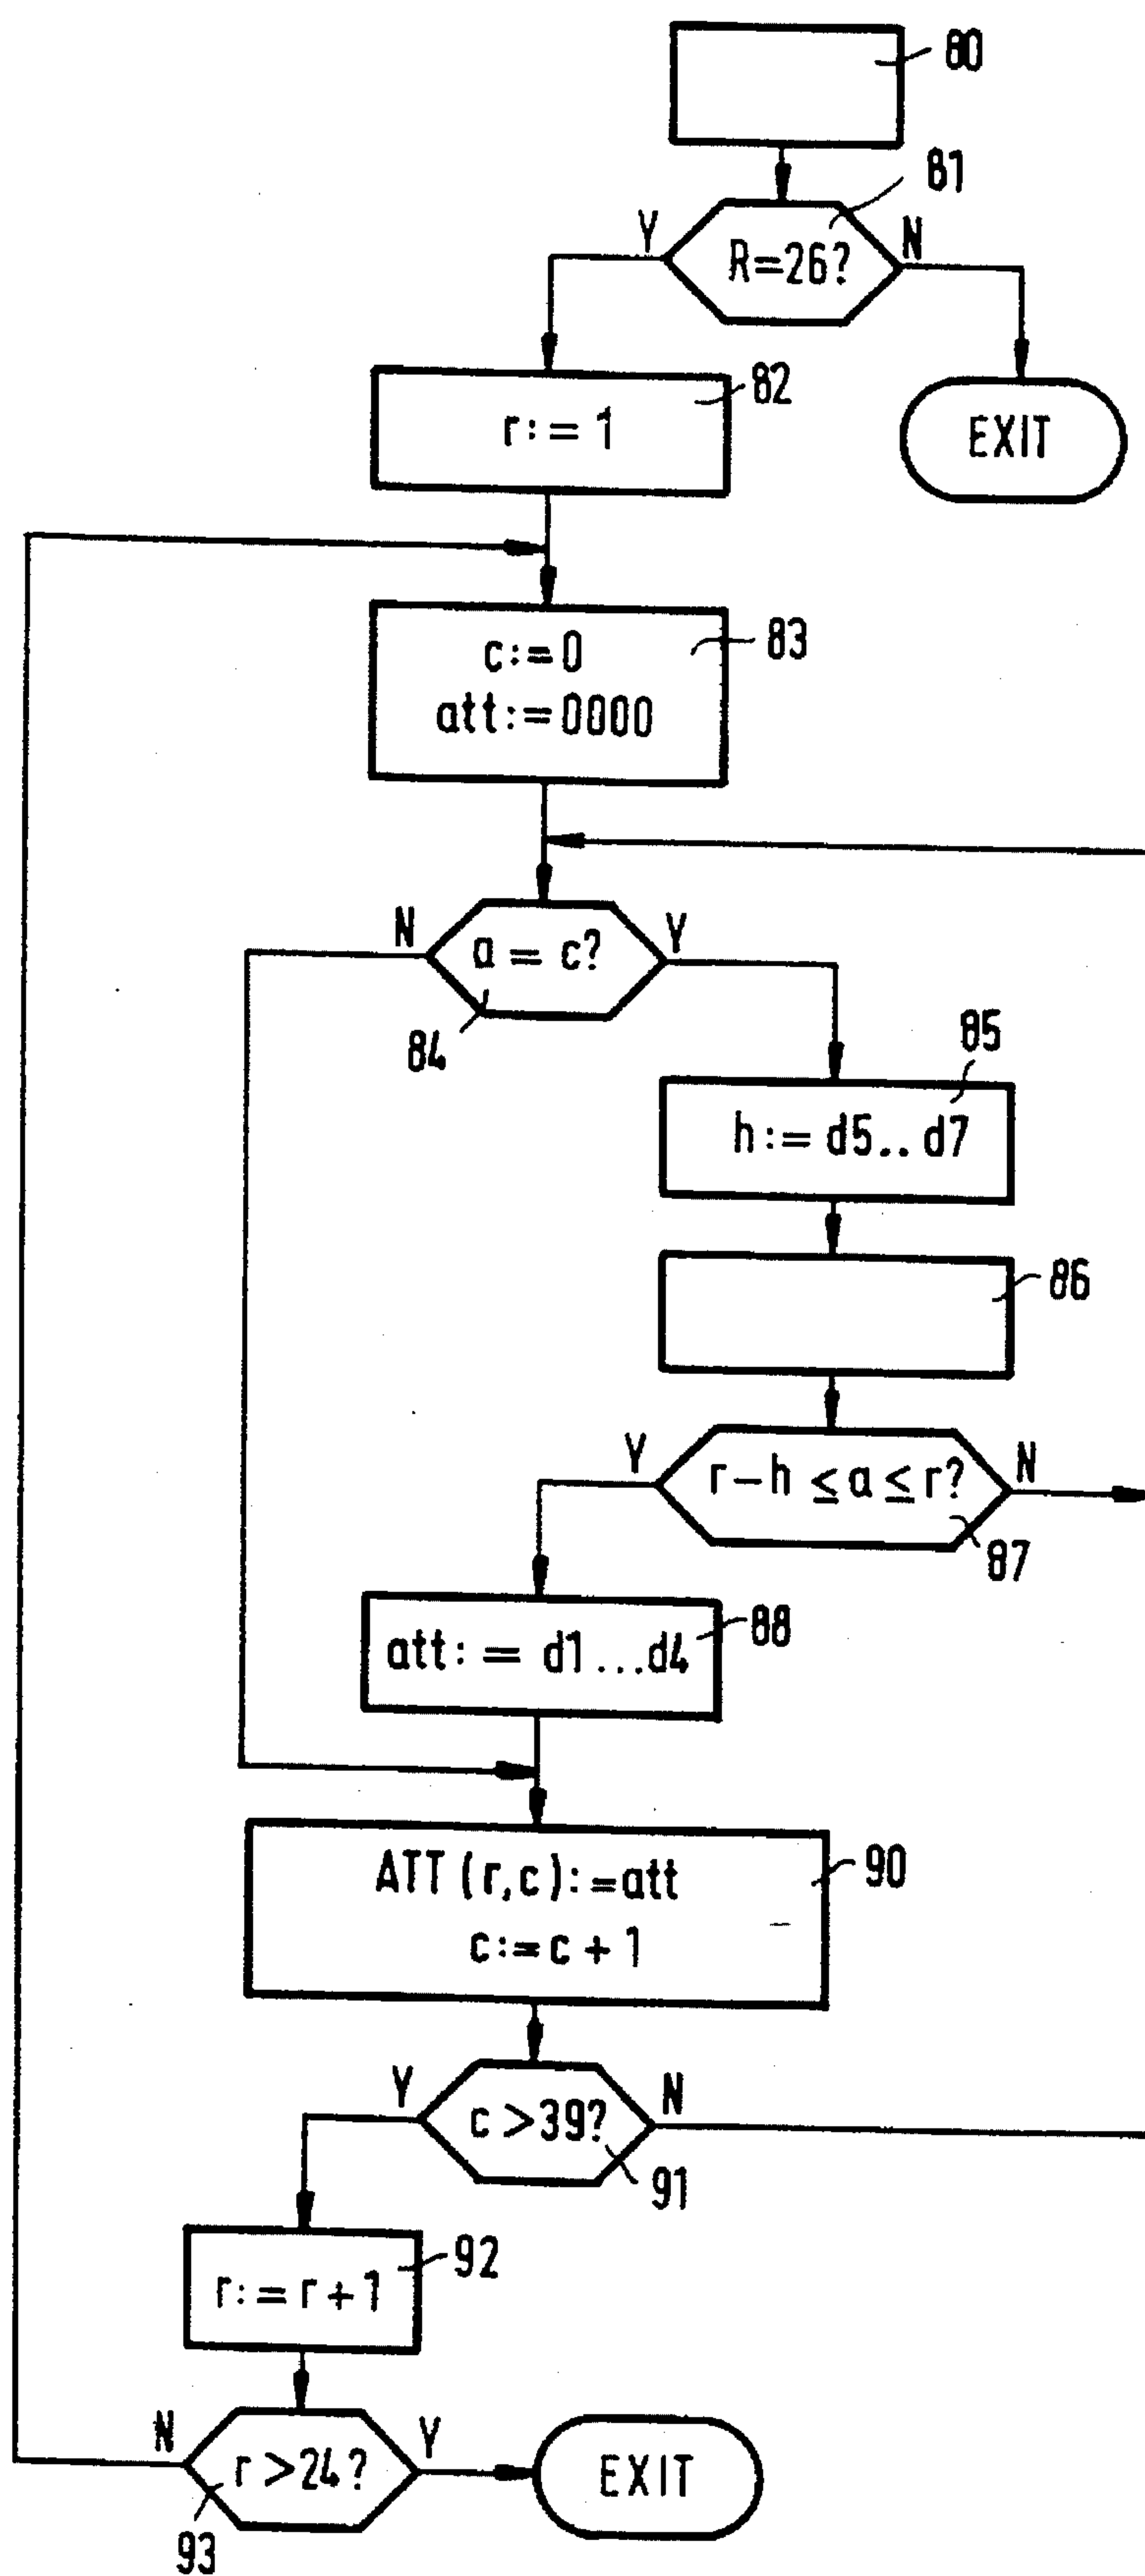 80
81
Y
R=26?
N
82
r:= 1
EXIT
83
c:=0
att:=0000
N
a = c?
Y
84
85
h:= d5.. d7
86
Y
r-h ≤ a ≤ r?
N
87
88
att:= d1...d4
90
ATT (r,c):=att
c:=c + 1
Y
c >39?
N
91
92
r:= r+1
N
r >24?
Y
EXIT
93